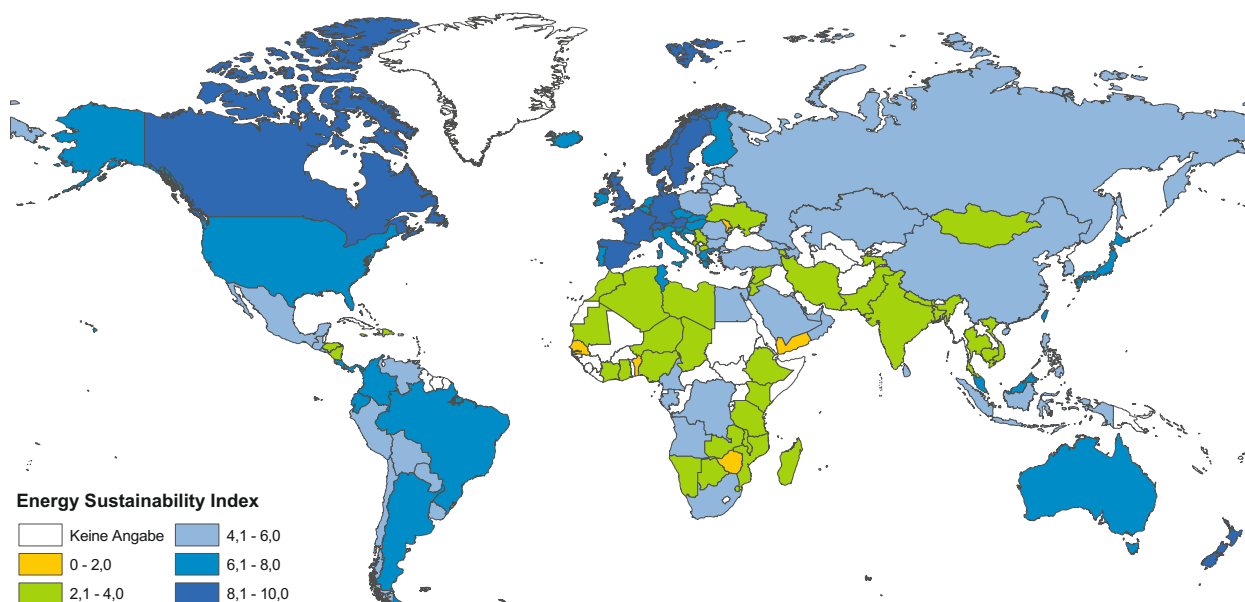 Energy Sustainability Index
Keine Angabe
0 - 2,0
2,1 - 4,0
4,1 - 6,0
6,1 - 8,0
8,1 - 10,0